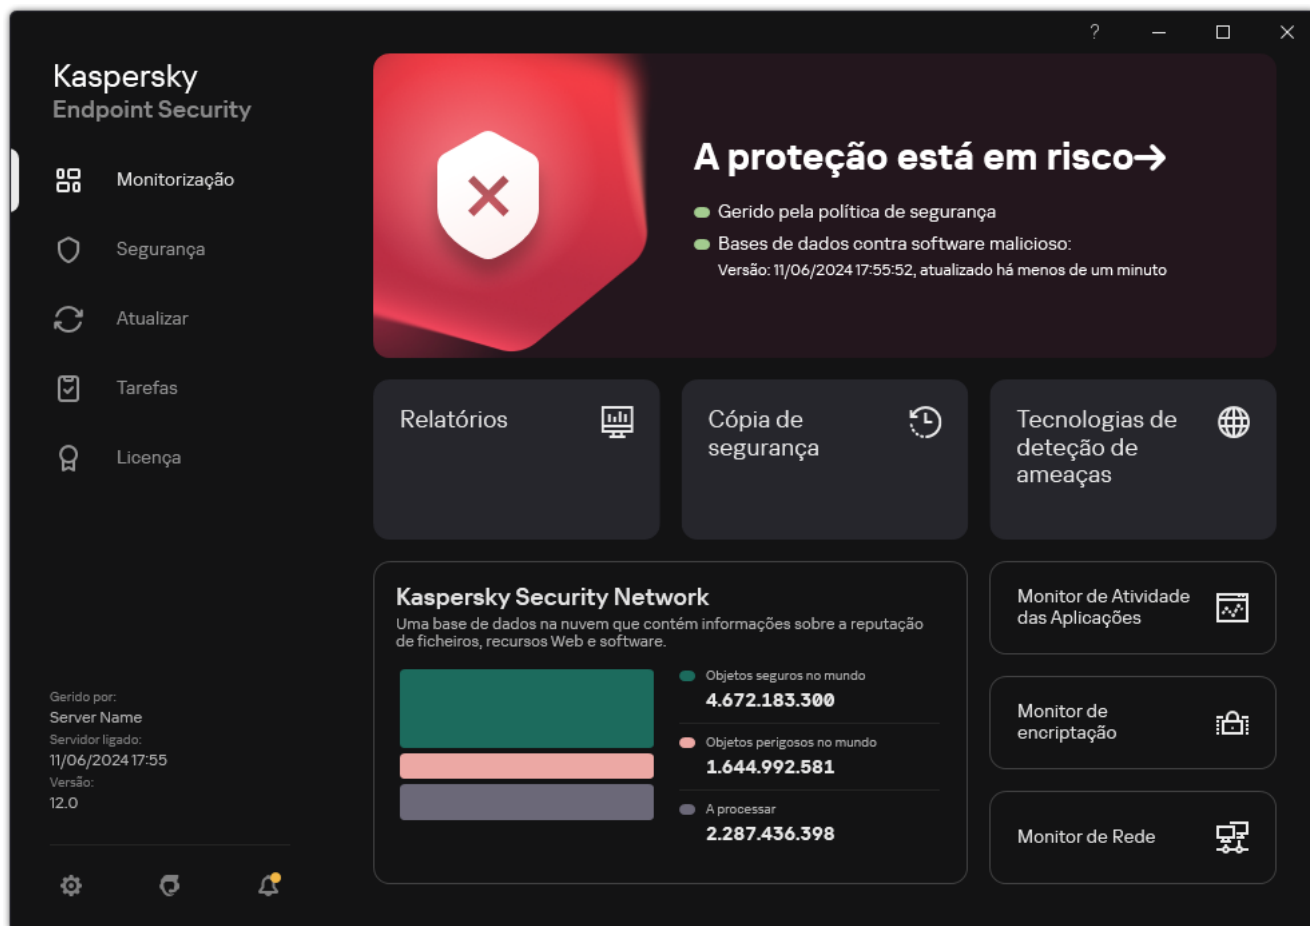 ?
Kaspersky
Endpoint Security
Monitorização
Segurança
Atualizar
Tarefas
Licença
Gerido por:
Server Name
Servidor ligado:
11/06/2024 17:55
Versão:
12.0
A proteção está em risco→
Gerido pela política de segurança
Bases de dados contra software malicioso:
Versão: 11/06/2024 17:55:52, atualizado há menos de um minuto
Relatórios
Cópia de
segurança
Tecnologias de
deteção de
ameaças
Kaspersky Security Network
Uma base de dados na nuvem que contém informações sobre a reputação
de ficheiros, recursos Web e software.
Objetos seguros no mundo
4.672.183.300
Objetos perigosos no mundo
1.644.992.581
A processar
2.287.436.398
Monitor de Atividade
das Aplicações
Monitor de
encriptação
Monitor de Rede